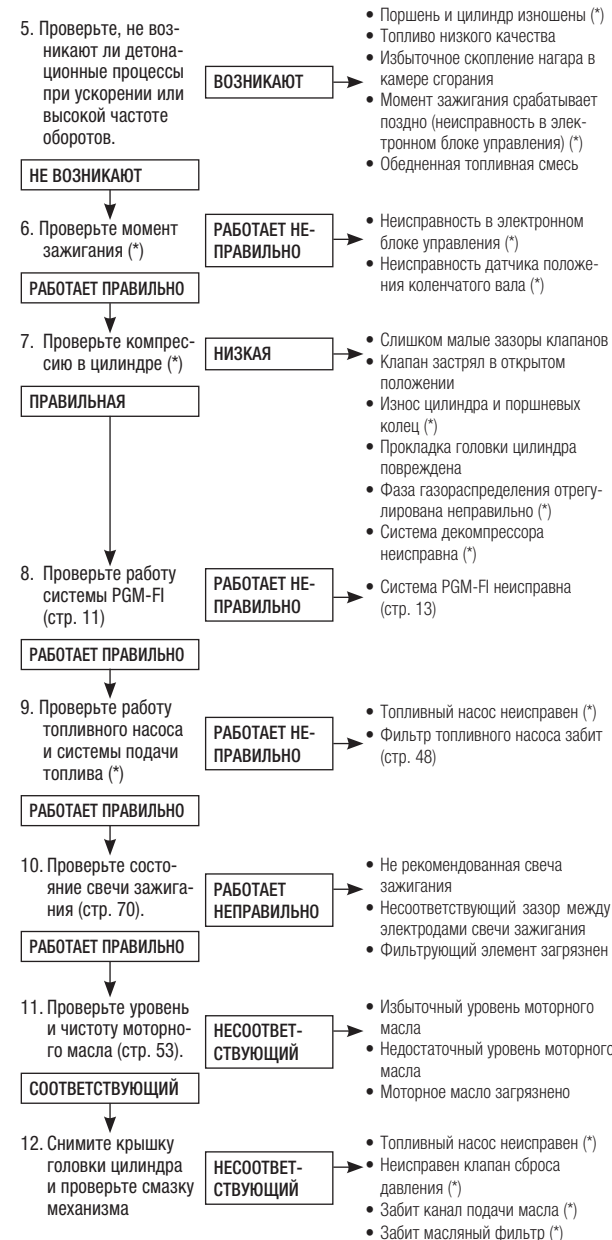 5. Проверьте, не воз-
никают ли детона-
ционные процессы
при ускорении или
высокой частоте
оборотов.
ВОЗНИКАЮТ
• Поршень и цилиндр изношены (*)
• Топливо низкого качества
• Избыточное скопление нагара в
камере сгорания
• Момент зажигания срабатывает
поздно (неисправность в элек-
тронном блоке управления) (*)
• Обедненная топливная смесь
НЕ ВОЗНИКАЮТ
6. Проверьте момент
зажигания (*)
РАБОТАЕТ НЕ-
ПРАВИЛЬНО
• Неисправность в электронном
блоке управления (*)
• Неисправность датчика положе-
ния коленчатого вала (*)
РАБОТАЕТ ПРАВИЛЬНО
7. Проверьте компрес-
сию в цилиндре (*)
НИЗКАЯ
• Слишком малые зазоры клапанов
• Клапан застрял в открытом
положении
• Износ цилиндра и поршневых
колец (*)
• Прокладка головки цилиндра
повреждена
• Фаза газораспределения отрегу-
лирована неправильно (*)
• Система декомпрессора
неисправна (*)
ПРАВИЛЬНАЯ
8. Проверьте работу
системы PGM-FI
(стр. 11)
РАБОТАЕТ НЕ-
ПРАВИЛЬНО
• Система PGM-FI неисправна
(стр. 13)
РАБОТАЕТ ПРАВИЛЬНО
9. Проверьте работу
топливного насоса
и системы подачи
топлива (*)
РАБОТАЕТ НЕ-
ПРАВИЛЬНО
• Топливный насос неисправен (*)
• Фильтр топливного насоса забит
(стр. 48)
РАБОТАЕТ ПРАВИЛЬНО
10. Проверьте состо-
яние свечи зажига-
ния (стр. 70).
РАБОТАЕТ
НЕПРАВИЛЬНО
• Не рекомендованная свеча
зажигания
• Несоответствующий зазор между
электродами свечи зажигания
• Фильтрующий элемент загрязнен
РАБОТАЕТ ПРАВИЛЬНО
11. Проверьте уровень
и чистоту моторно-
го масла (стр. 53).
НЕСООТВЕТ-
СТВУЮЩИЙ
• Избыточный уровень моторного
масла
• Недостаточный уровень моторного
масла
• Моторное масло загрязнено
СООТВЕТСТВУЮЩИЙ
12. Снимите крышку
головки цилиндра
и проверьте смазку
механизма
НЕСООТВЕТ-
СТВУЮЩИЙ
• Топливный насос неисправен (*)
• Неисправен клапан сброса
давления (*)
• Забит канал подачи масла (*)
• Забит масляный фильтр (*)